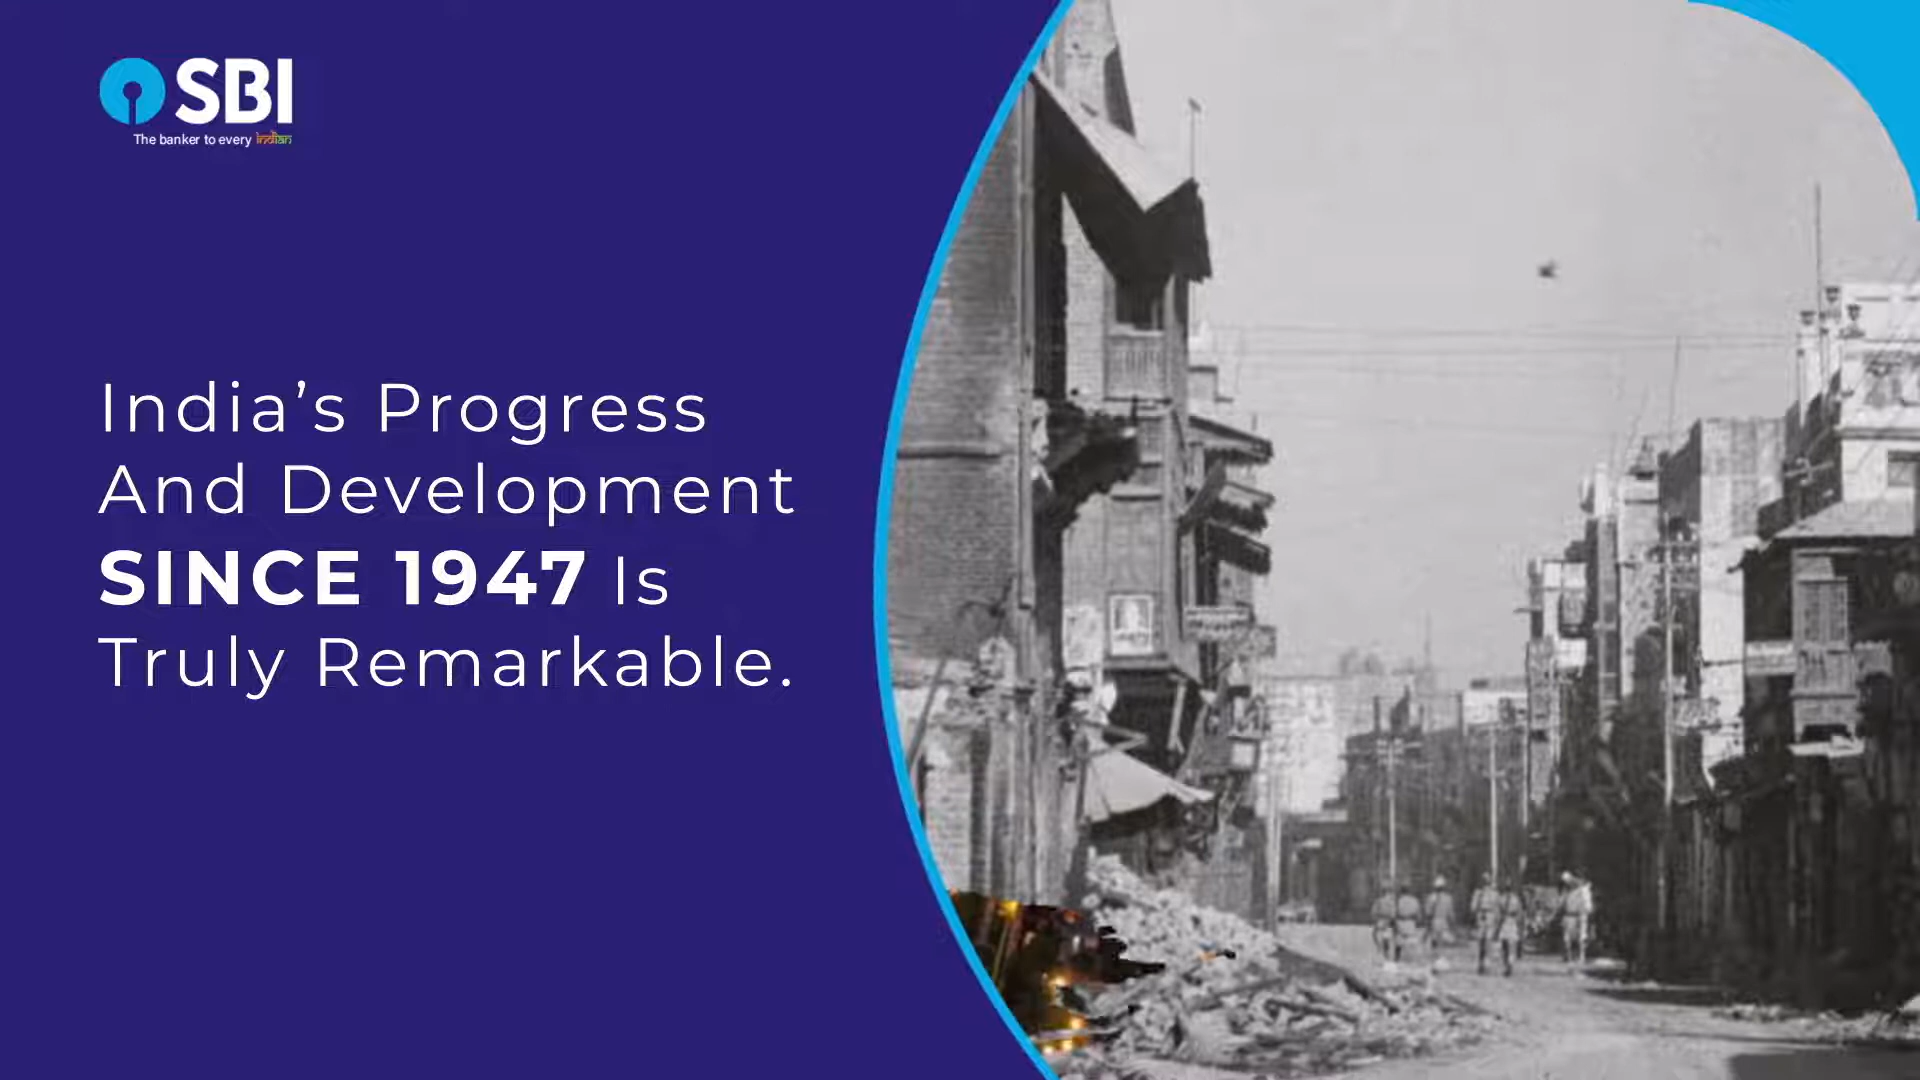 SBI
The banker to every indian
India’s Progress
And Development
SINCE 1947 Is
Truly Remarkable.